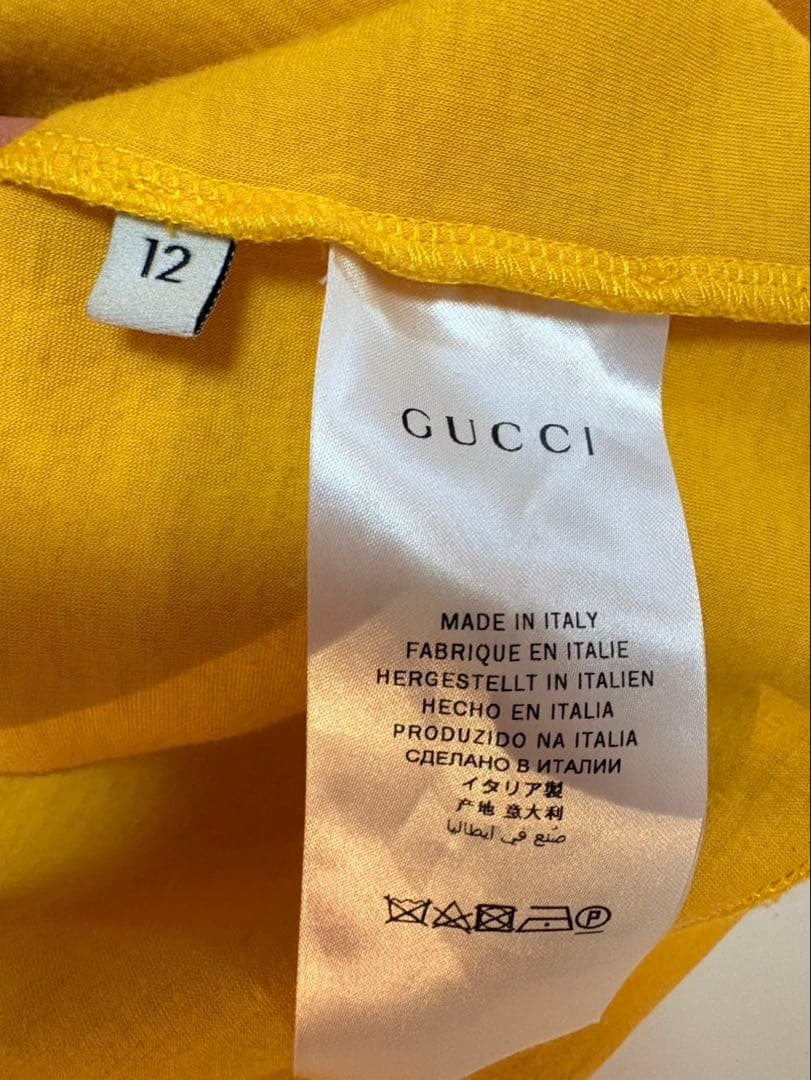 12
GUCCI
MADE IN ITALY
FABRIQUE EN ITALIE
HERGESTELLT IN ITALIEN
HECHO EN ITALIA
PRODUZIDO NA ITALIA
СДЕЛАНО В ИТАЛИИ
イタリア製
产地 意大利
صُنع في ايطاليا
P